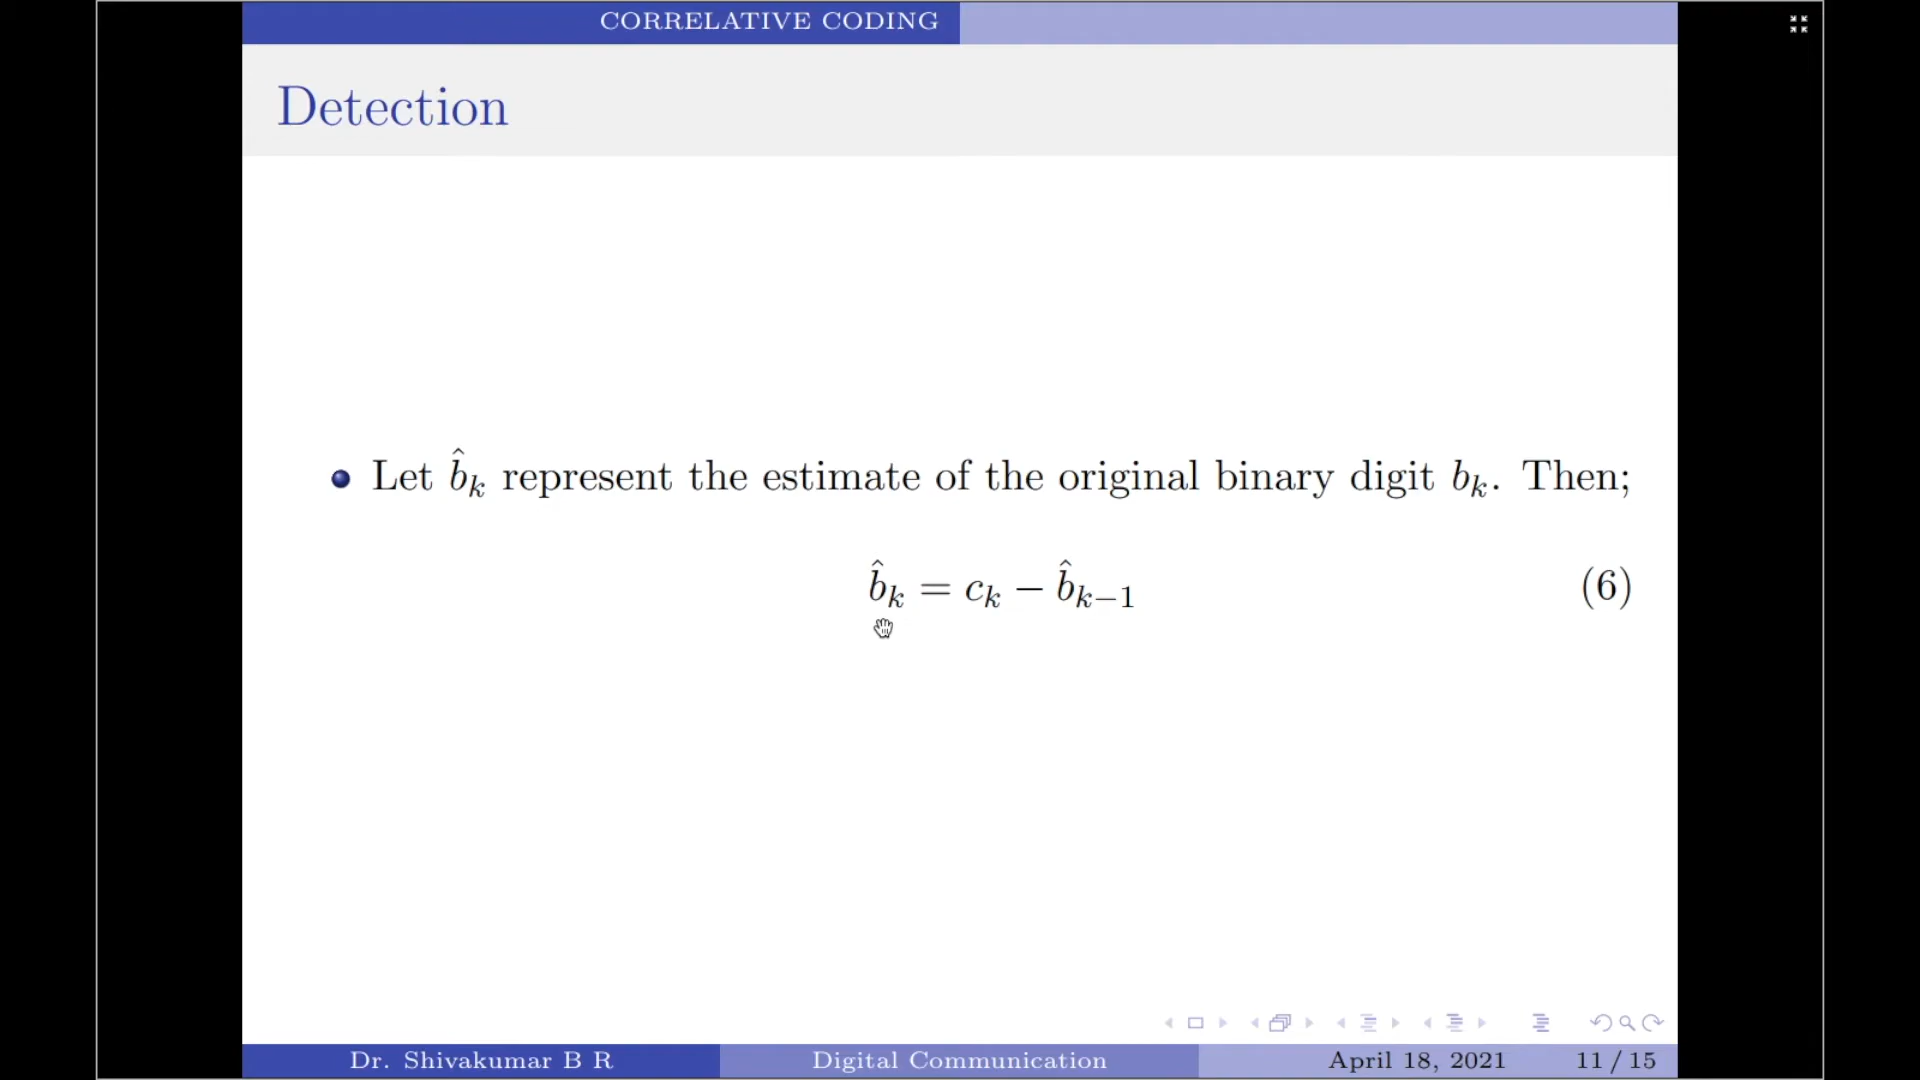 CORRELATIVE CODING
Detection
Let b̂ₖ represent the estimate of the original binary digit bₖ. Then;
b̂ₖ = cₖ − b̂ₖ₋₁ (6)
Dr. Shivakumar B R Digital Communication April 18, 2021 11 / 15